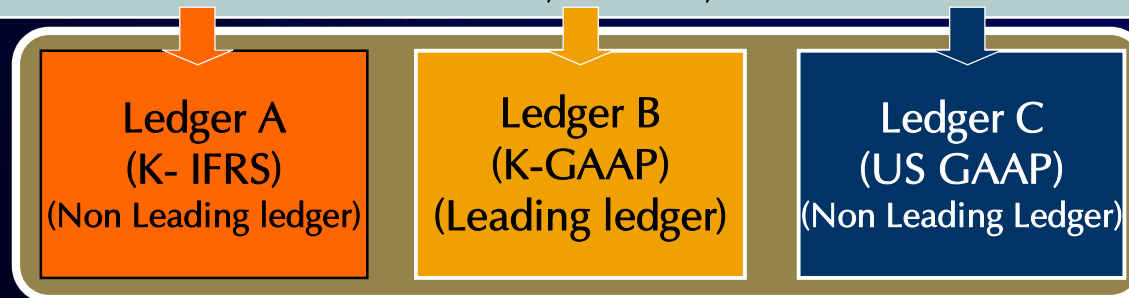 Ledger A
(K- IFRS)
(Non Leading ledger)
Ledger B
(K-GAAP)
(Leading ledger)
Ledger C
(US GAAP)
(Non Leading Ledger)